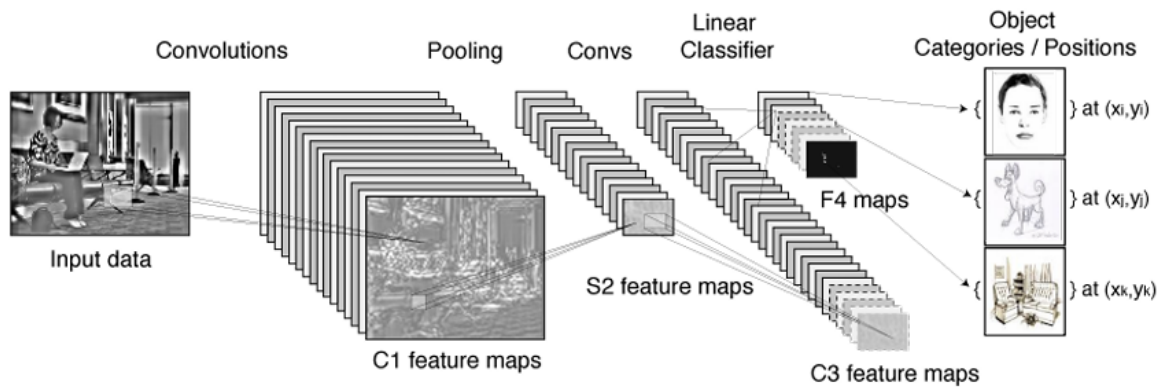 Convolutions
Pooling
Convs
Linear
Classifier
Object
Categories / Positions
{ } at (xi,yi)
{ } at (xj,yj)
{ } at (xk,yk)
Input data
C1 feature maps
S2 feature maps
F4 maps
C3 feature maps